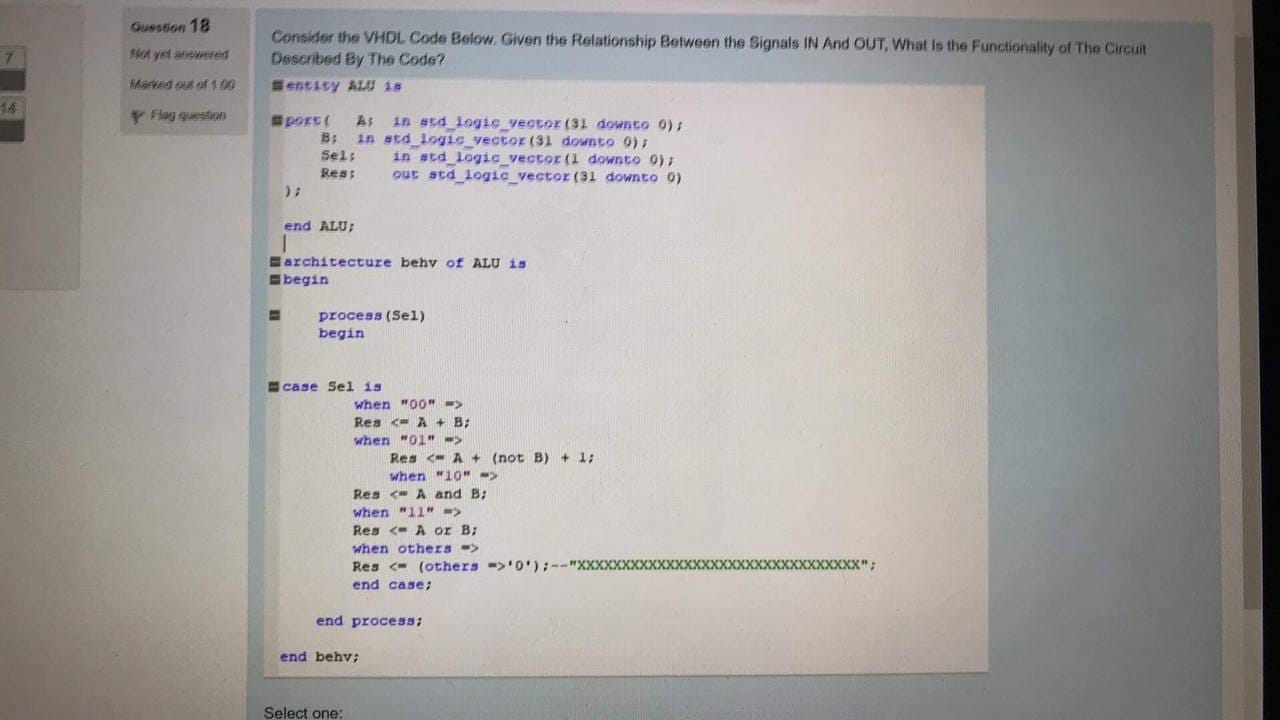 7
14
Question 18
Not yet answered
Marked out of 1.00
Flag question
Consider the VHDL Code Below. Given the Relationship Between the Signals IN And OUT, What Is the Functionality of The Circuit
Described By The Code?
entity ALU is
port( A: in std_logic_vector(31 downto 0);
B: in std_logic_vector(31 downto 0);
Sel: in std_logic_vector(1 downto 0);
Res: out std_logic_vector(31 downto 0)
);
end ALU;
architecture behv of ALU is
begin
process(Sel)
begin
case Sel is
when "00" =>
Res <= A + B;
when "01" =>
Res <= A + (not B) + 1;
when "10" =>
Res <= A and B;
when "11" =>
Res <= A or B;
when others =>
Res <= (others =>'0');--"XXXXXXXXXXXXXXXXXXXXXXXXXXXXXXXX";
end case;
end process;
end behv;
Select one: